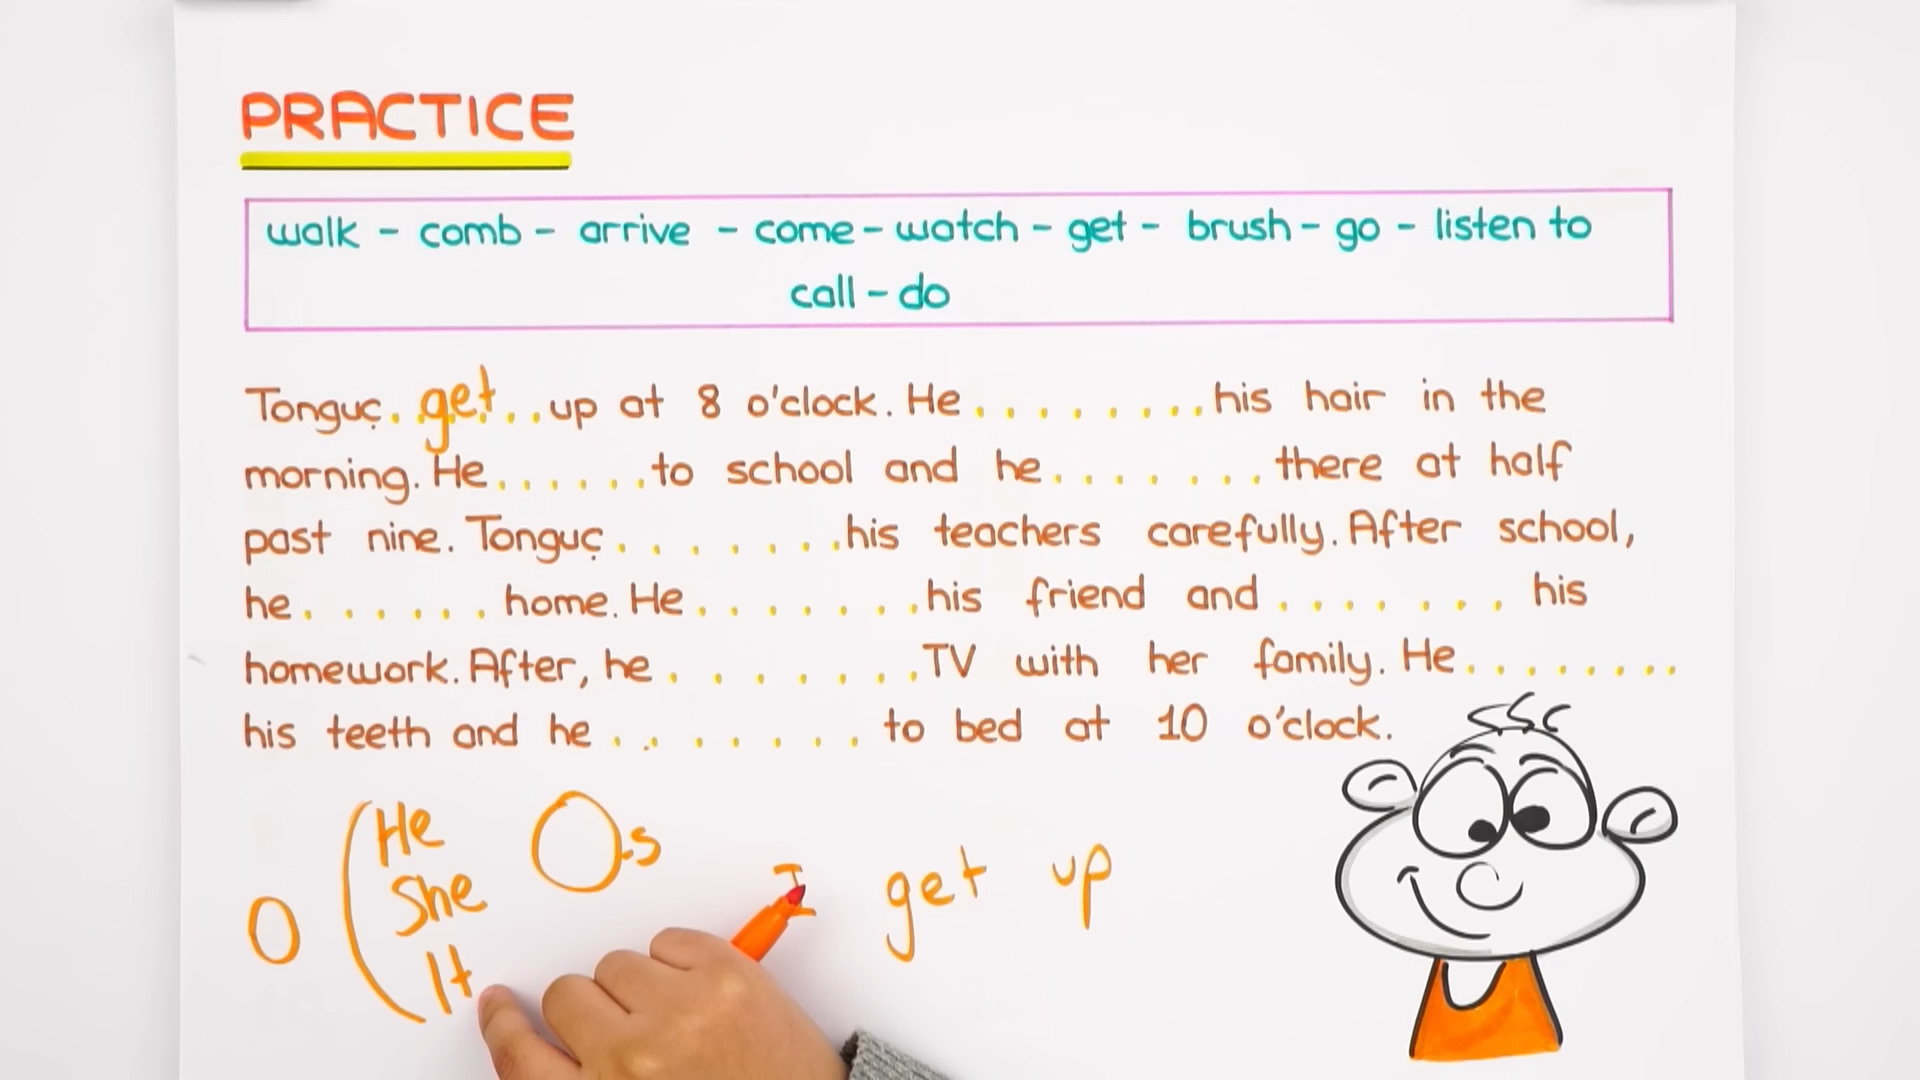 PRACTICE
walk - comb - arrive - come - watch - get - brush - go - listen to
call - do
Tonguç. .get. . .up at 8 o'clock. He . . . . . . . . his hair in the
morning. He . . . . . . to school and he . . . . . . . there at half
past nine. Tonguç . . . . . . . his teachers carefully. After school,
he . . . . . . home. He . . . . . . . his friend and . . . . . . . his
homework. After, he . . . . . . . TV with her family. He . . . . . . . .
his teeth and he . . . . . . . to bed at 10 o'clock.
He
She
It
O
O.s
I get up